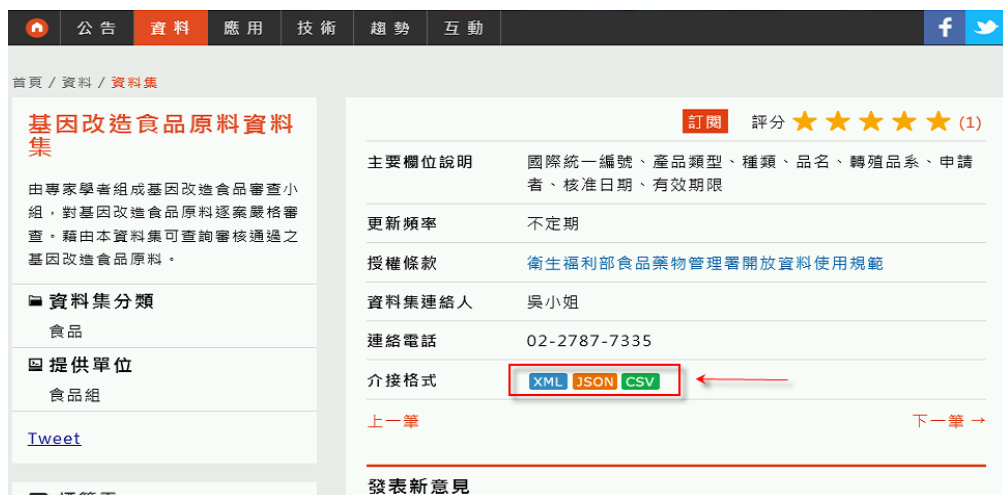 公告 資料 應用 技術 趨勢 互動
首頁 / 資料 / 資料集
基因改造食品原料資料
集
由專家學者組成基因改造食品審查小
組，對基因改造食品原料逐案嚴格審
查。藉由本資料集可查詢審核通過之
基因改造食品原料。
資料集分類
食品
提供單位
食品組
Tweet
訂閱 評分 (1)
主要欄位說明 國際統一編號、產品類型、種類、品名、轉殖品系、申請
者、核准日期、有效期限
更新頻率 不定期
授權條款 衛生福利部食品藥物管理署開放資料使用規範
資料集連絡人 吳小姐
連絡電話 02-2787-7335
介接格式 XML JSON CSV
上一筆 下一筆 →
發表新意見